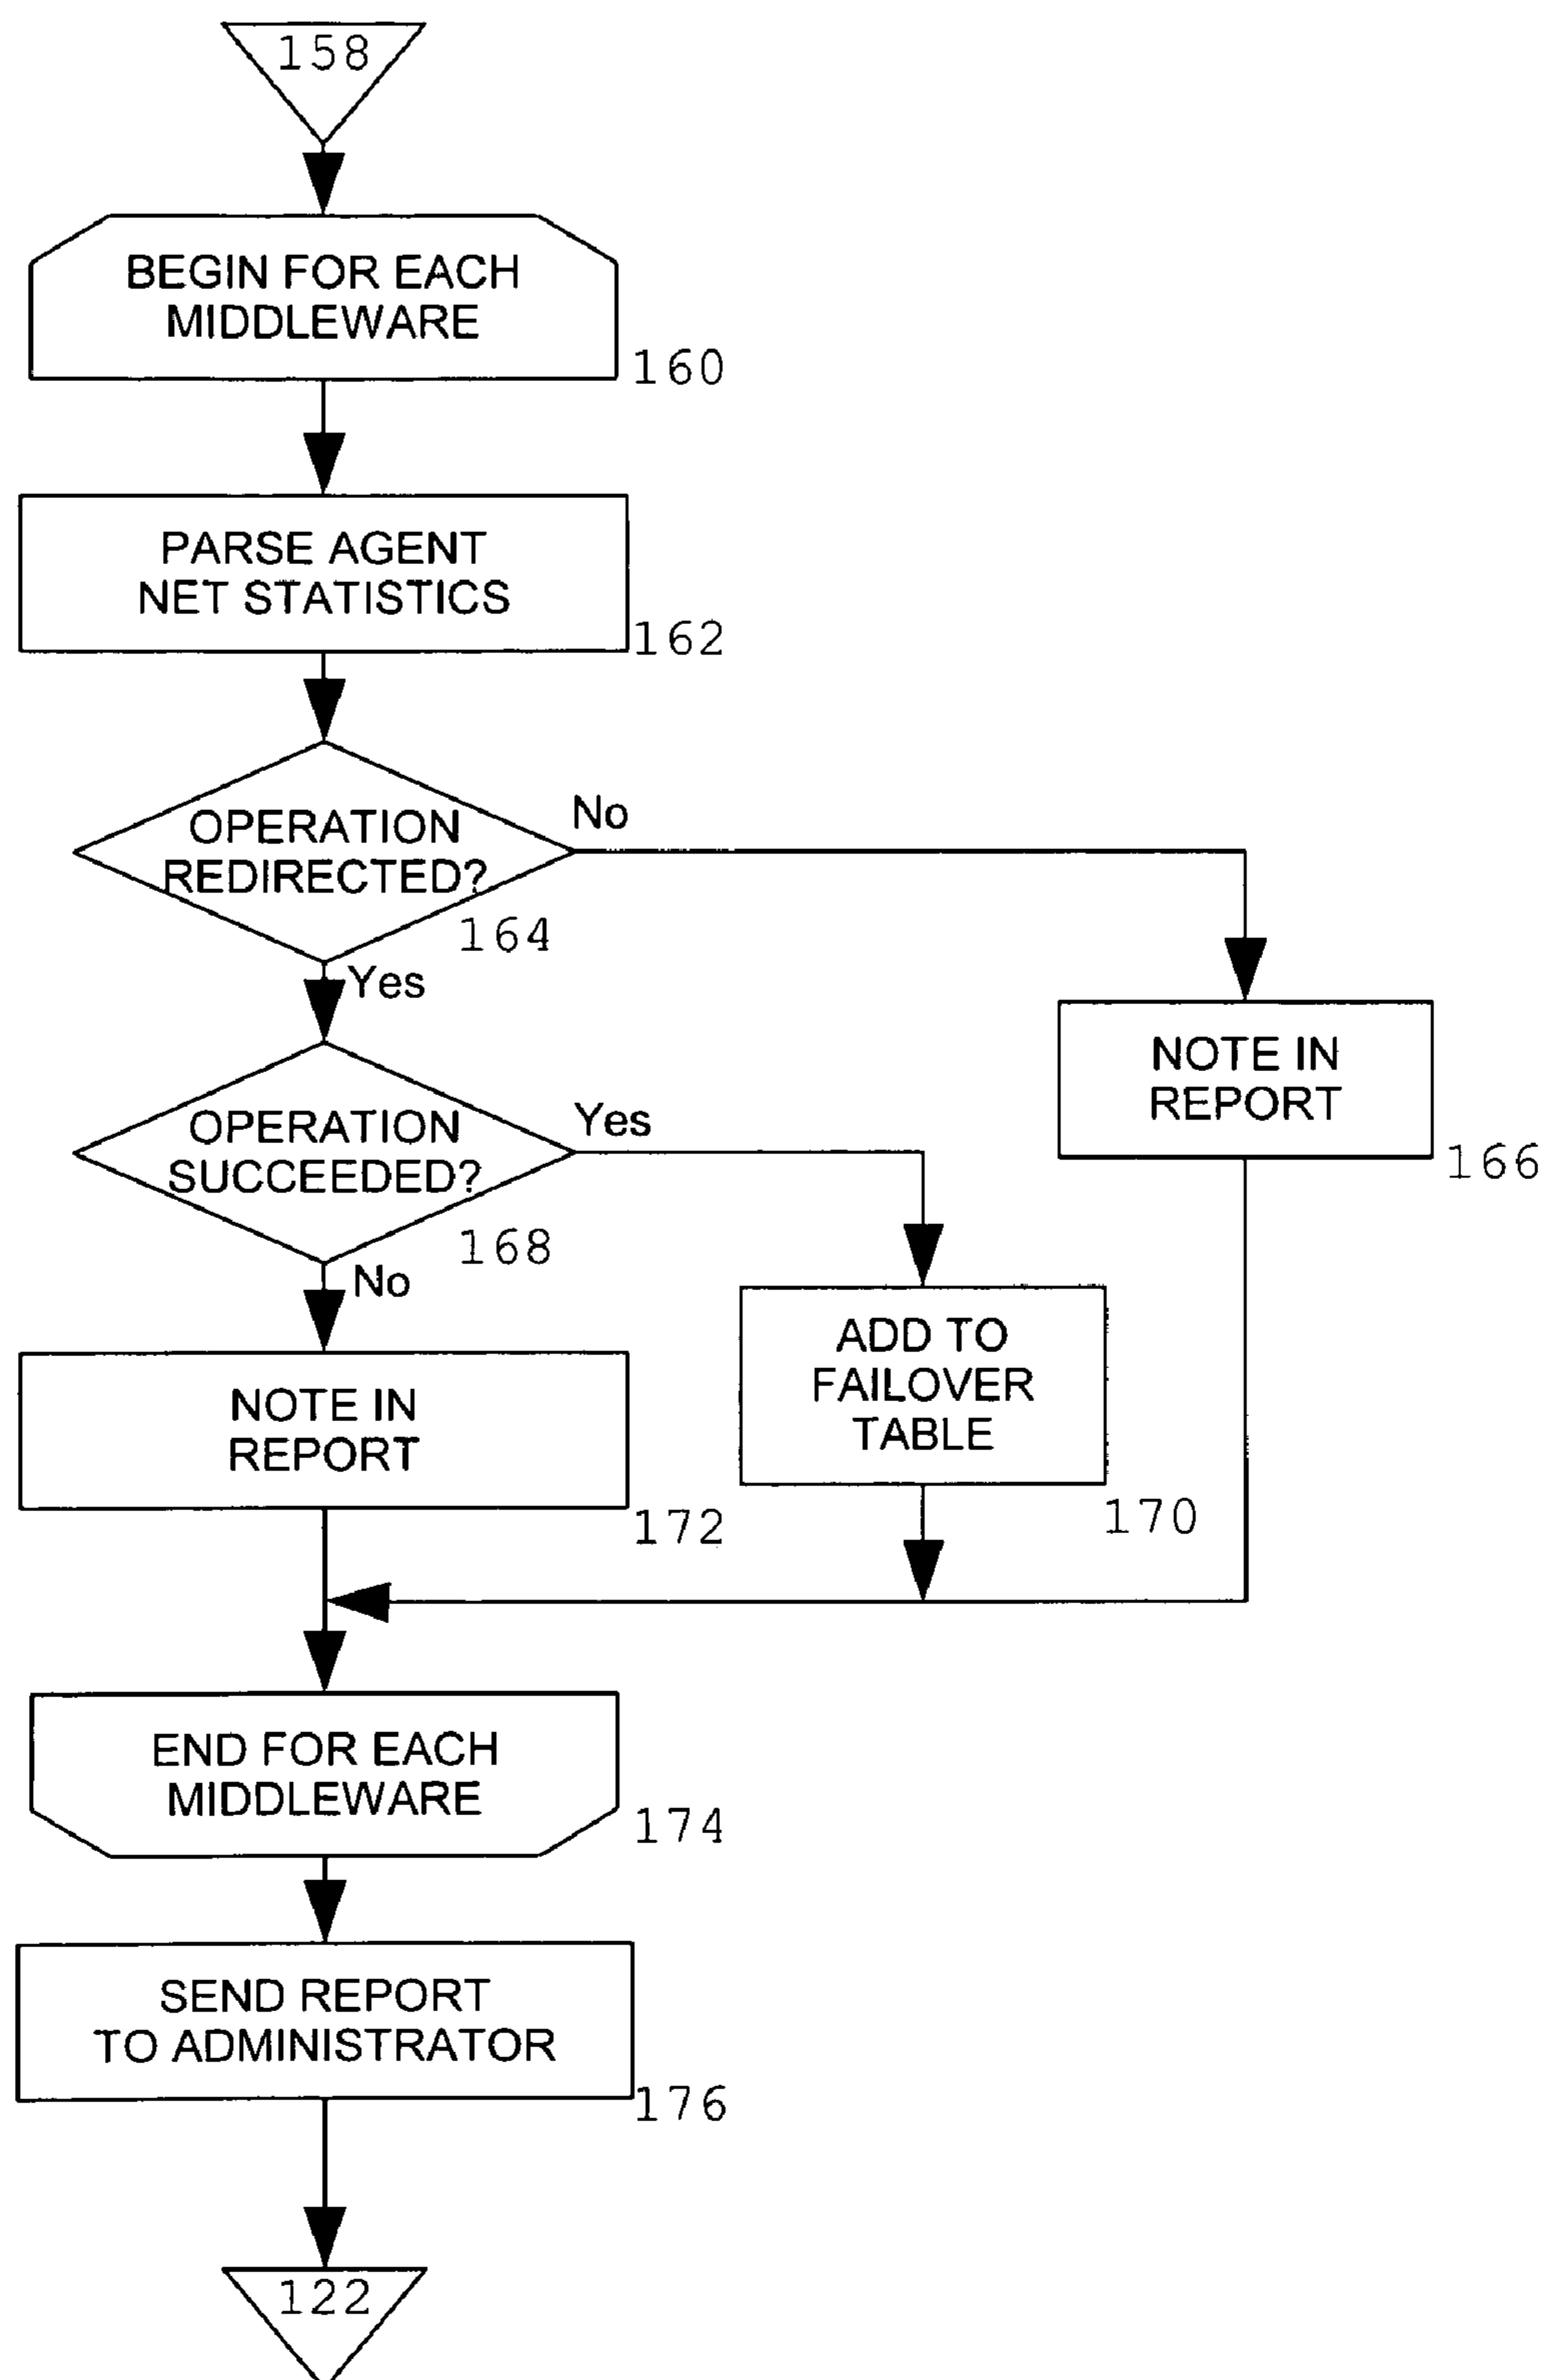 158
BEGIN FOR EACH
MIDDLEWARE
160
PARSE AGENT
NET STATISTICS
162
OPERATION
REDIRECTED?
No
164
Yes
NOTE IN
REPORT
166
OPERATION
SUCCEEDED?
Yes
168
No
ADD TO
FAILOVER
TABLE
170
NOTE IN
REPORT
172
END FOR EACH
MIDDLEWARE
174
SEND REPORT
TO ADMINISTRATOR
176
122